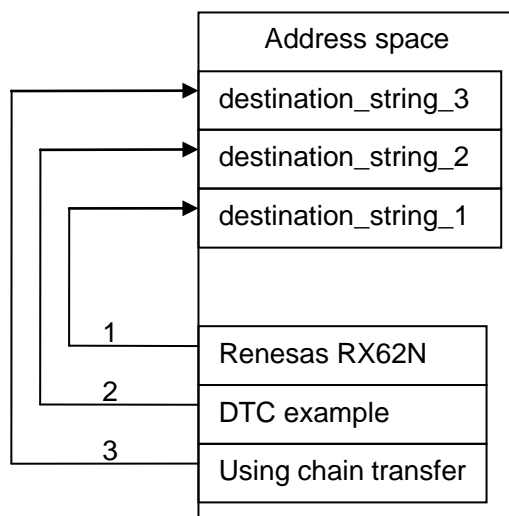 Address space
destination_string_3
destination_string_2
destination_string_1
1
Renesas RX62N
2
DTC example
3
Using chain transfer